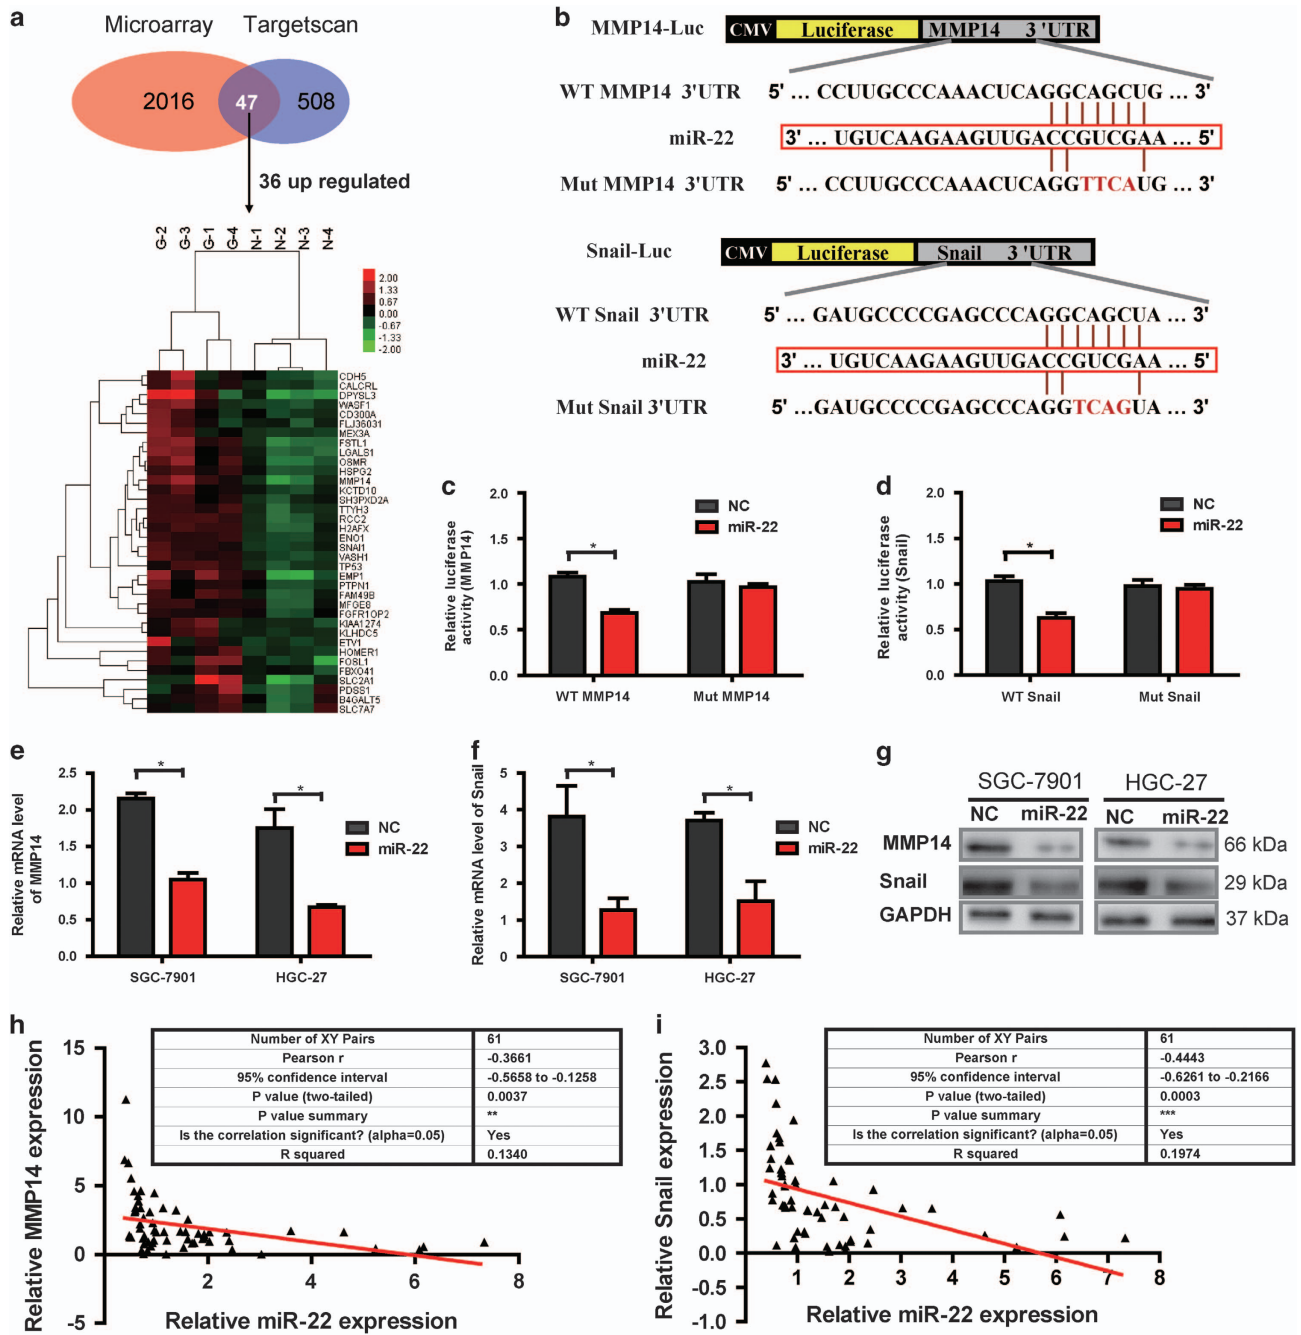 a
Microarray Targetscan
2016 47 508
36 up regulated
G-2 G-3 G-1 G-4 N-1 N-2 N-3 N-4
2.00
1.33
0.67
0.00
-0.67
-1.33
-2.00
CDH5
CALCRL
DPYSL3
WASF1
CD300A
FLJ36031
MEX3A
FSTL1
LGALS1
OSMR
HSPG2
MMP14
KCTD10
SH3PXD2A
TTYH3
RCC2
H2AFX
ENO1
SNAI1
VASH1
TP53
EMP1
PTPN1
FAM49B
MFGE8
FGFR1OP2
KIAA1274
KLHDC5
ETV1
HOMER1
FOSL1
FBXO41
SLC2A1
PDSS1
B4GALT5
SLC7A7
b
MMP14-Luc CMV Luciferase MMP14 3 'UTR
WT MMP14 3'UTR 5' ... CCUUGCCCAAACUCAGGCAGCUG ... 3'
miR-22 3' ... UGUCAAGAAGUUGACCGUCGAA ... 5'
Mut MMP14 3'UTR 5' ... CCUUGCCCAAACUCAGGTTCAUG ... 3'
Snail-Luc CMV Luciferase Snail 3 'UTR
WT Snail 3'UTR 5' ... GAUGCCCCGAGCCCAGGCAGCUA ... 3'
miR-22 3' ... UGUCAAGAAGUUGACCGUCGAA ... 5'
Mut Snail 3'UTR 5' ...GAUGCCCCGAGCCCAGGTCAGUA ... 3'
c
Relative luciferase
activity (MMP14)
2.0
1.5
1.0
0.5
0.0
*
NC
miR-22
WT MMP14 Mut MMP14
d
Relative luciferase
activity (Snail)
2.0
1.5
1.0
0.5
0.0
*
NC
miR-22
WT Snail Mut Snail
e
Relative mRNA level
of MMP14
2.5
2.0
1.5
1.0
0.5
0.0
* *
NC
miR-22
SGC-7901 HGC-27
f
Relative mRNA level of Snail
5
4
3
2
1
0
* *
NC
miR-22
SGC-7901 HGC-27
g
SGC-7901 HGC-27
NC miR-22 NC miR-22
MMP14 66 kDa
Snail 29 kDa
GAPDH 37 kDa
h
Relative MMP14 expression
15
10
5
0
-5
2 4 6 8
Relative miR-22 expression
Number of XY Pairs 61
Pearson r -0.3661
95% confidence interval -0.5658 to -0.1258
P value (two-tailed) 0.0037
P value summary **
Is the correlation significant? (alpha=0.05) Yes
R squared 0.1340
i
Relative Snail expression
3.0
2.5
2.0
1.5
1.0
0.5
0.0
-0.5
-1.0
1 2 3 4 5 6 7 8
Relative miR-22 expression
Number of XY Pairs 61
Pearson r -0.4443
95% confidence interval -0.6261 to -0.2166
P value (two-tailed) 0.0003
P value summary ***
Is the correlation significant? (alpha=0.05) Yes
R squared 0.1974